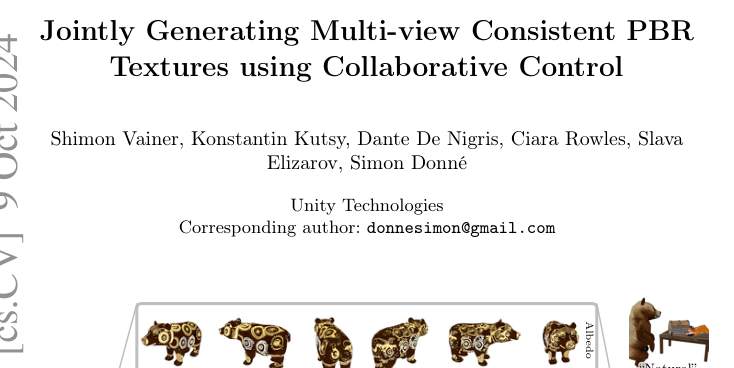 Jointly Generating Multi-view Consistent PBR
Textures using Collaborative Control
Shimon Vainer, Konstantin Kutsy, Dante De Nigris, Ciara Rowles, Slava
Elizarov, Simon Donné
Unity Technologies
Corresponding author: donnesimon@gmail.com
[cs.CV] 9 Oct 2024
Albedo
"Natural"